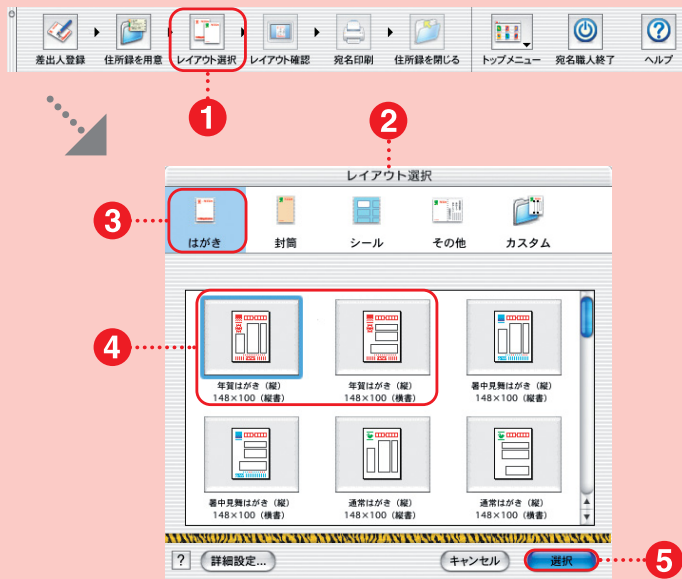 差出人登録 住所録を用意 レイアウト選択 レイアウト確認 宛名印刷 住所録を閉じる トップメニュー 宛名職人終了 ヘルプ
1
2
レイアウト選択
3
はがき 封筒 シール その他 カスタム
4
年賀はがき（縦） 年賀はがき（縦） 暑中見舞はがき（縦）
148×100（縦書） 148×100（横書） 148×100（縦書）
暑中見舞はがき（縦） 通常はがき（縦） 通常はがき（縦）
148×100（横書） 148×100（縦書） 148×100（横書）
? 詳細設定... キャンセル 選択
5